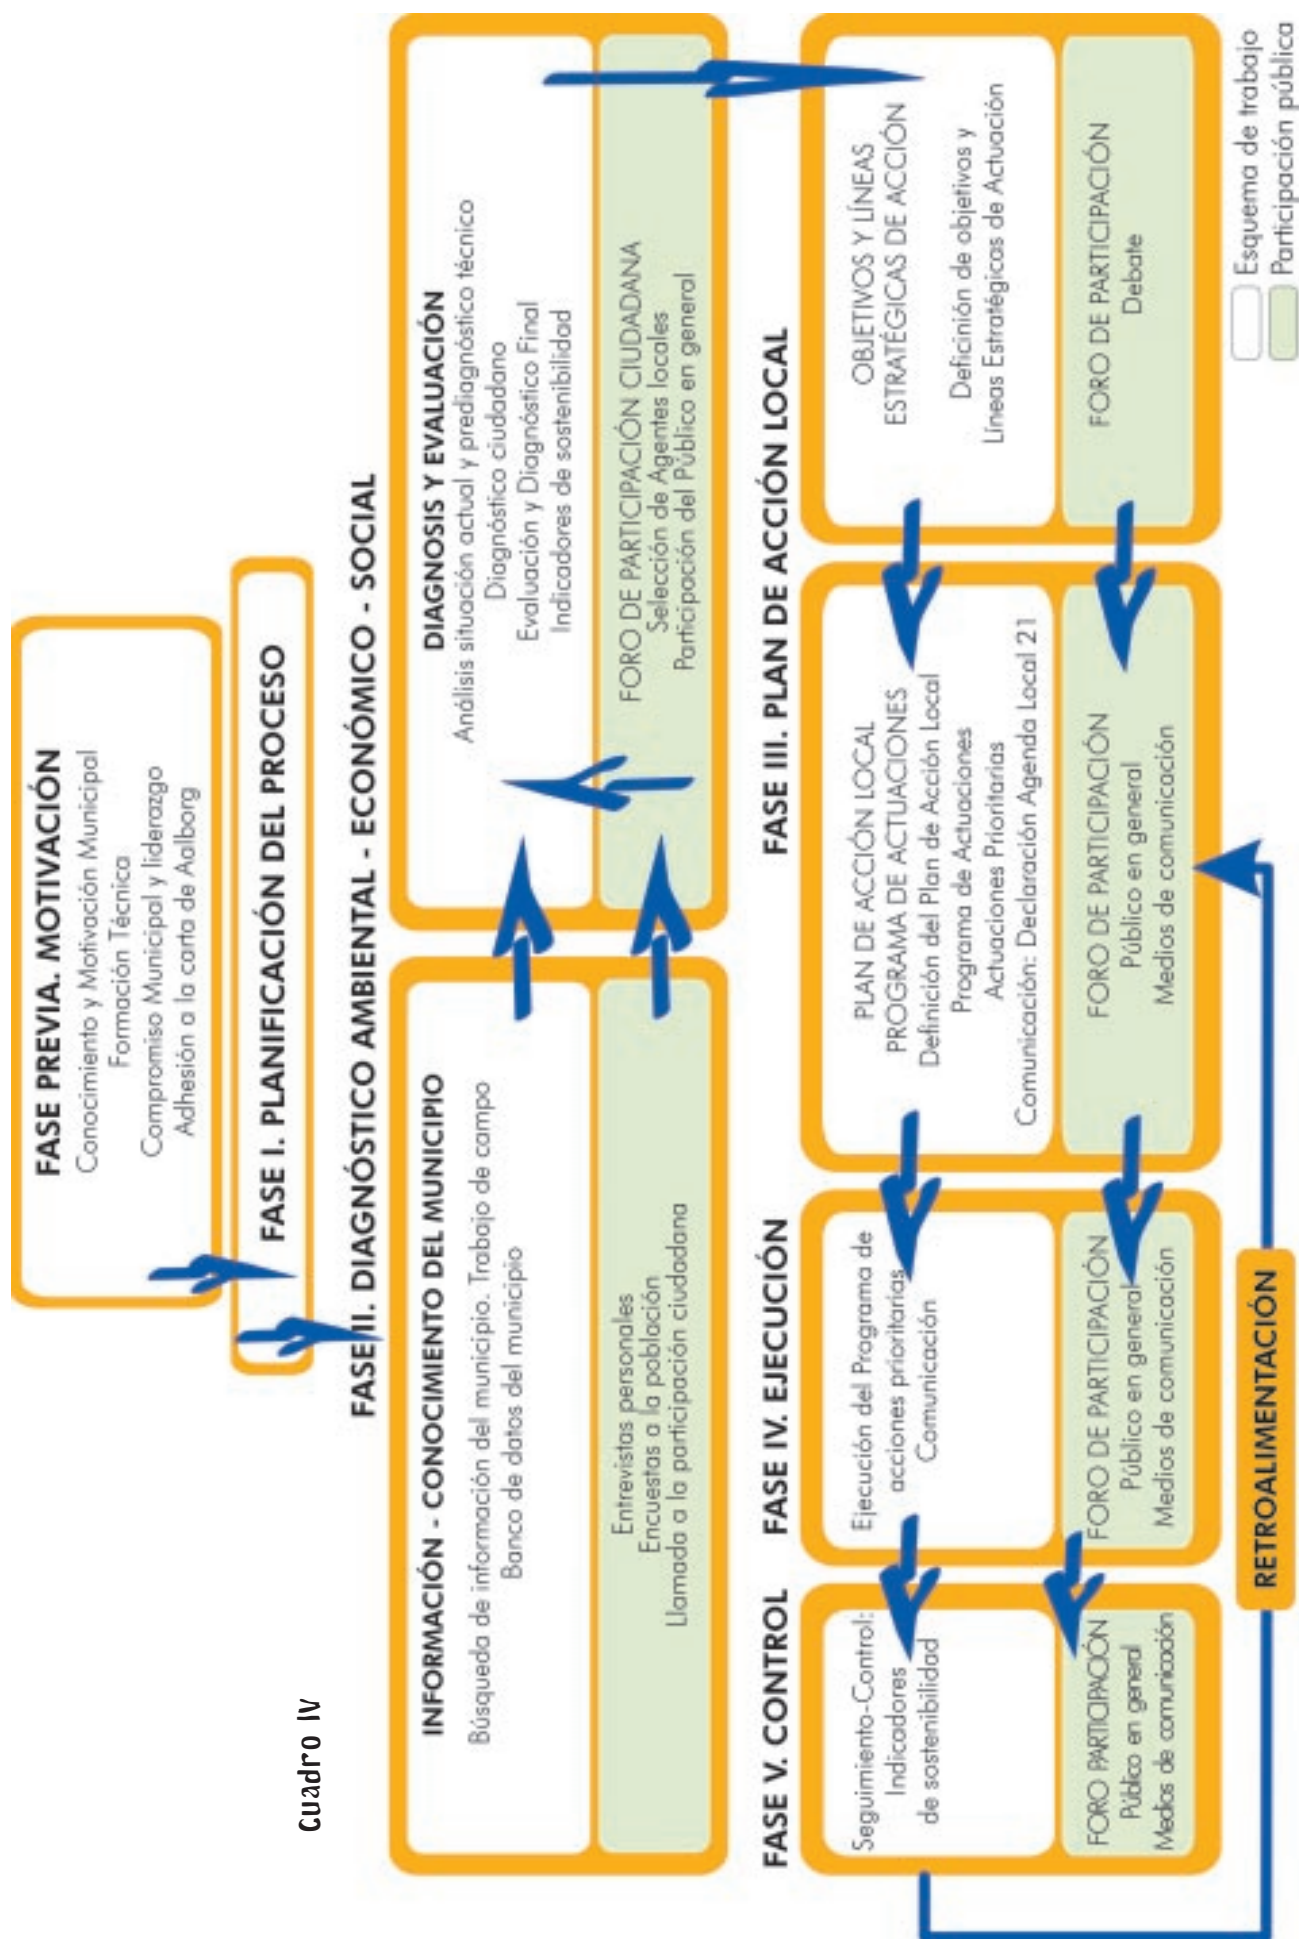 Cuadro IV
FASE PREVIA. MOTIVACIÓN
Conocimiento y Motivación Municipal
Formación Técnica
Compromiso Municipal y liderazgo
Adhesión a la carta de Aalborg
FASE I. PLANIFICACIÓN DEL PROCESO
FASE II. DIAGNÓSTICO AMBIENTAL - ECONÓMICO - SOCIAL
INFORMACIÓN - CONOCIMIENTO DEL MUNICIPIO
Búsqueda de información del municipio. Trabajo de campo
Banco de datos del municipio
Entrevistas personales
Encuestas a la población
Llamada a la participación ciudadana
DIAGNOSIS Y EVALUACIÓN
Análisis situación actual y prediagnóstico técnico
Diagnóstico ciudadano
Evaluación y Diagnóstico Final
Indicadores de sostenibilidad
FORO DE PARTICIPACIÓN CIUDADANA
Selección de Agentes locales
Participación del Público en general
FASE V. CONTROL
Seguimiento-Control:
Indicadores
de sostenibilidad
FORO PARTICIPACIÓN
Público en general
Medios de comunicación
FASE IV. EJECUCIÓN
Ejecución del Programa de
acciones prioritarias
Comunicación
FORO DE PARTICIPACIÓN
Público en general
Medios de comunicación
FASE III. PLAN DE ACCIÓN LOCAL
PLAN DE ACCIÓN LOCAL
PROGRAMA DE ACTUACIONES
Definición del Plan de Acción Local
Programa de Actuaciones
Actuaciones Prioritarias
Comunicación: Declaración Agenda Local 21
FORO DE PARTICIPACIÓN
Público en general
Medios de comunicación
OBJETIVOS Y LÍNEAS
ESTRATÉGICAS DE ACCIÓN
Deficinión de objetivos y
Líneas Estratégicas de Actuación
FORO DE PARTICIPACIÓN
Debate
RETROALIMENTACIÓN
Esquema de trabajo
Participación pública